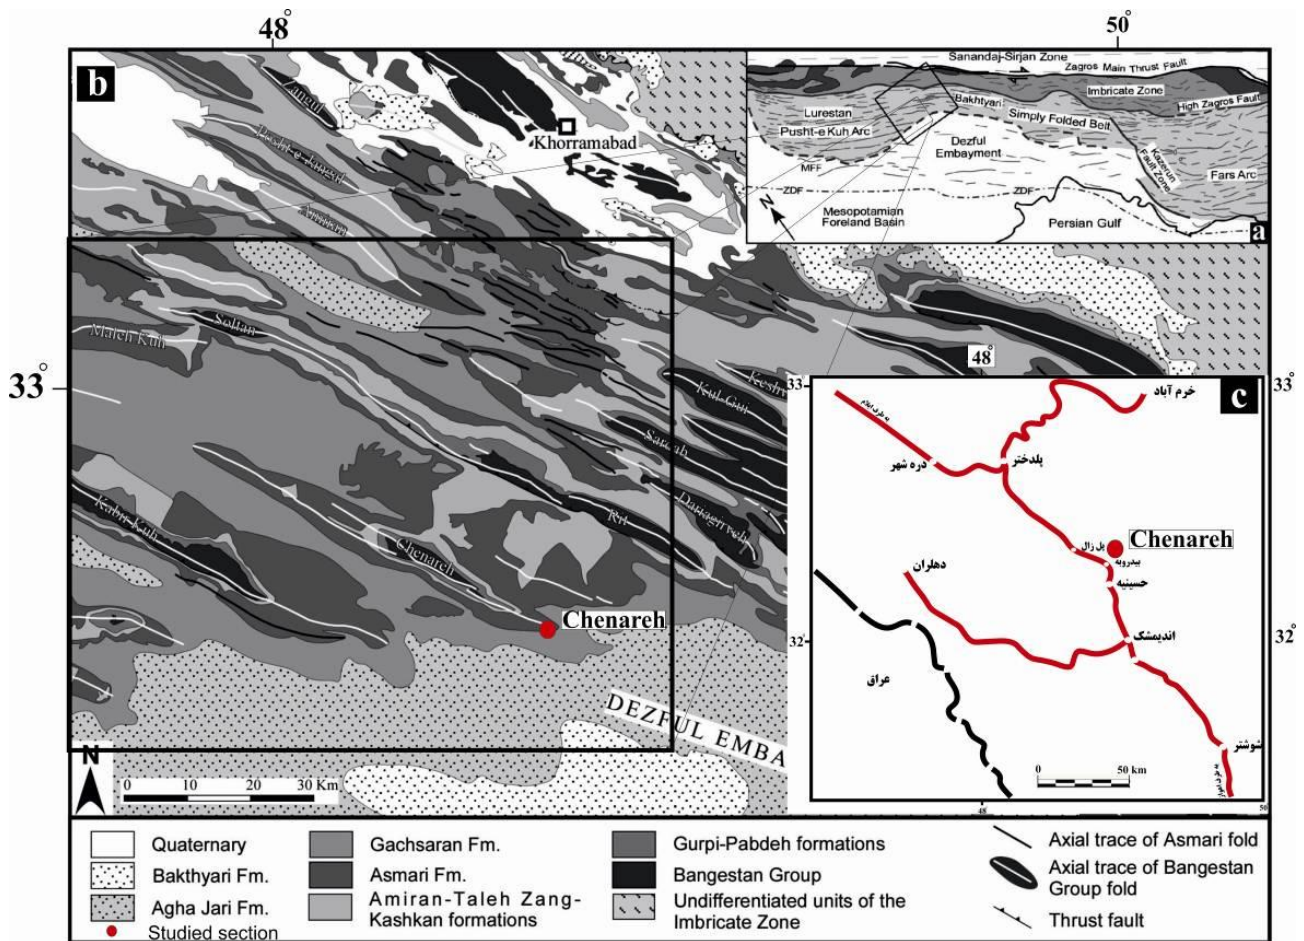 48°
50°
b
Zangul
Khorramabad
Amiran
Soltan
Maleh Kuh
33°
Kabir Kuh
Chenareh
Rit
Kul-Gur
Sarkab
Chenareh
DEZFUL EMBA
N
0 10 20 30 Km
Sanandaj-Sirjan Zone
Zagros Main Thrust Fault
Imbricate Zone
High Zagros Fault
Lurestan
Bakhtyari
Simply Folded Belt
Pusht-e Kuh Arc
Dezful
Embayment
Kazerun
Fault Zone
Fars Arc
MFF
ZDF
ZDF
Mesopotamian
Foreland Basin
Persian Gulf
N
a
48°
33°
33°
c
خرم آباد
پلدختر
دره شهر
Chenareh
پل زال
بیدروبه
حسینیه
دهلران
اندیمشک
32°
32°
عراق
شوشتر
0 50 km
48
50
Quaternary
Bakthyari Fm.
Agha Jari Fm.
Studied section
Gachsaran Fm.
Asmari Fm.
Amiran-Taleh Zang-
Kashkan formations
Gurpi-Pabdeh formations
Bangestan Group
Undifferentiated units of the
Imbricate Zone
Axial trace of Asmari fold
Axial trace of Bangestan
Group fold
Thrust fault